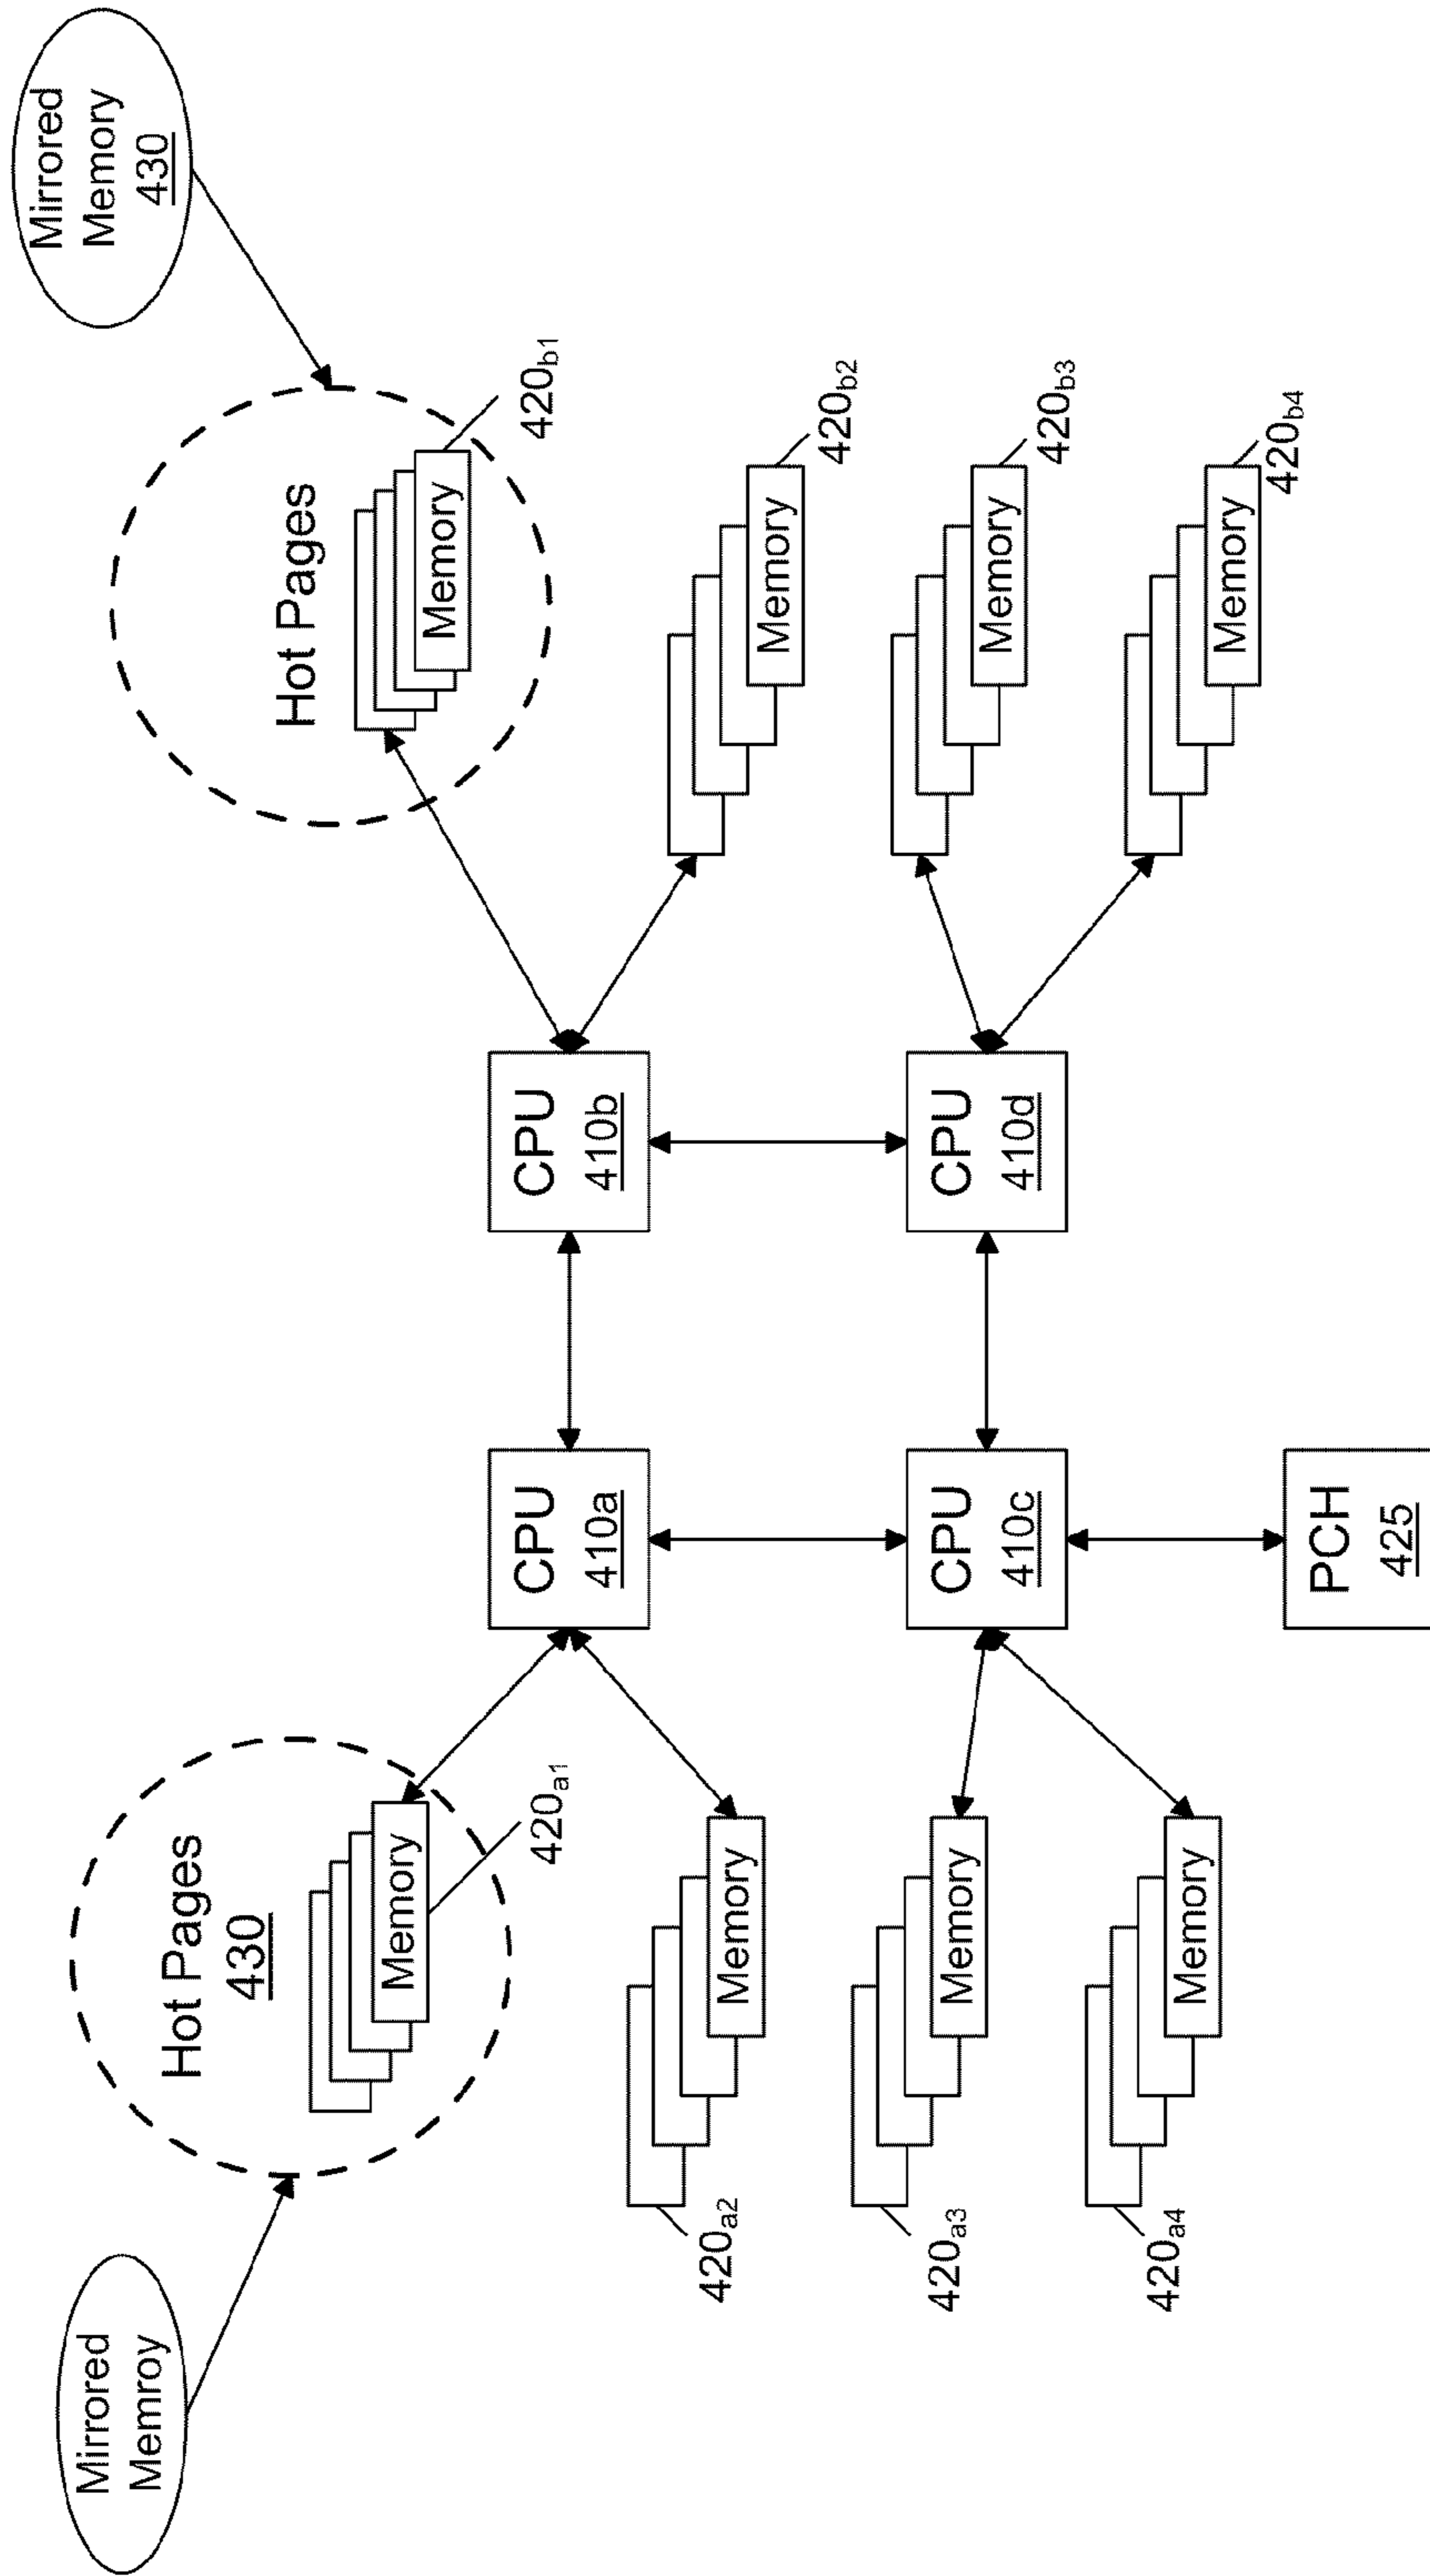 Mirrored
Memroy
Hot Pages
430
Memory
420a1
Memory
420a2
Memory
420a3
Memory
420a4
CPU
410a
CPU
410c
PCH
425
CPU
410b
CPU
410d
Mirrored
Memory
430
Hot Pages
Memory
420b1
Memory
420b2
Memory
420b3
Memory
420b4